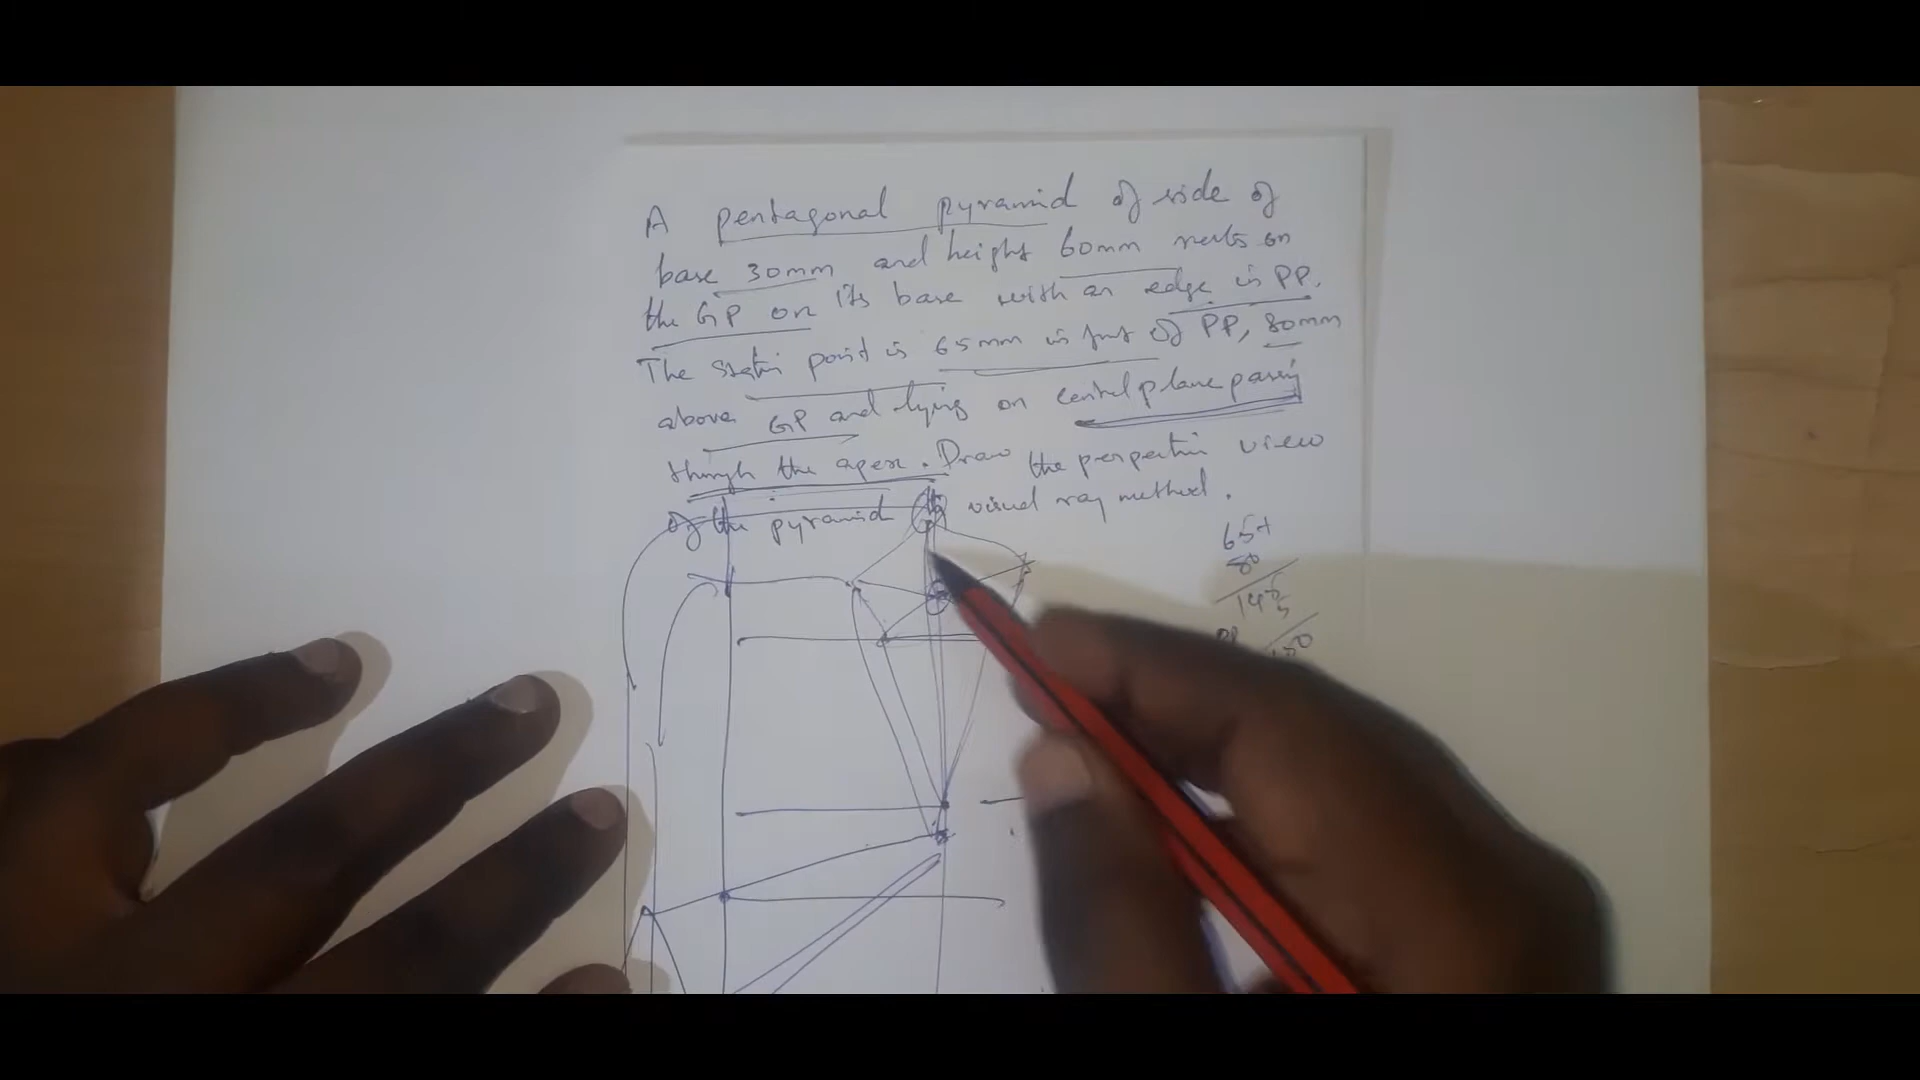 A pentagonal pyramid of side of
base 30mm and height 60mm rests on
the GP on its base with an edge is PP.
The station point is 65mm in front of PP, 80mm
above GP and lying on central plane passing
through the apex. Draw the perspective view
of the pyramid visual ray method.
65+
80
145